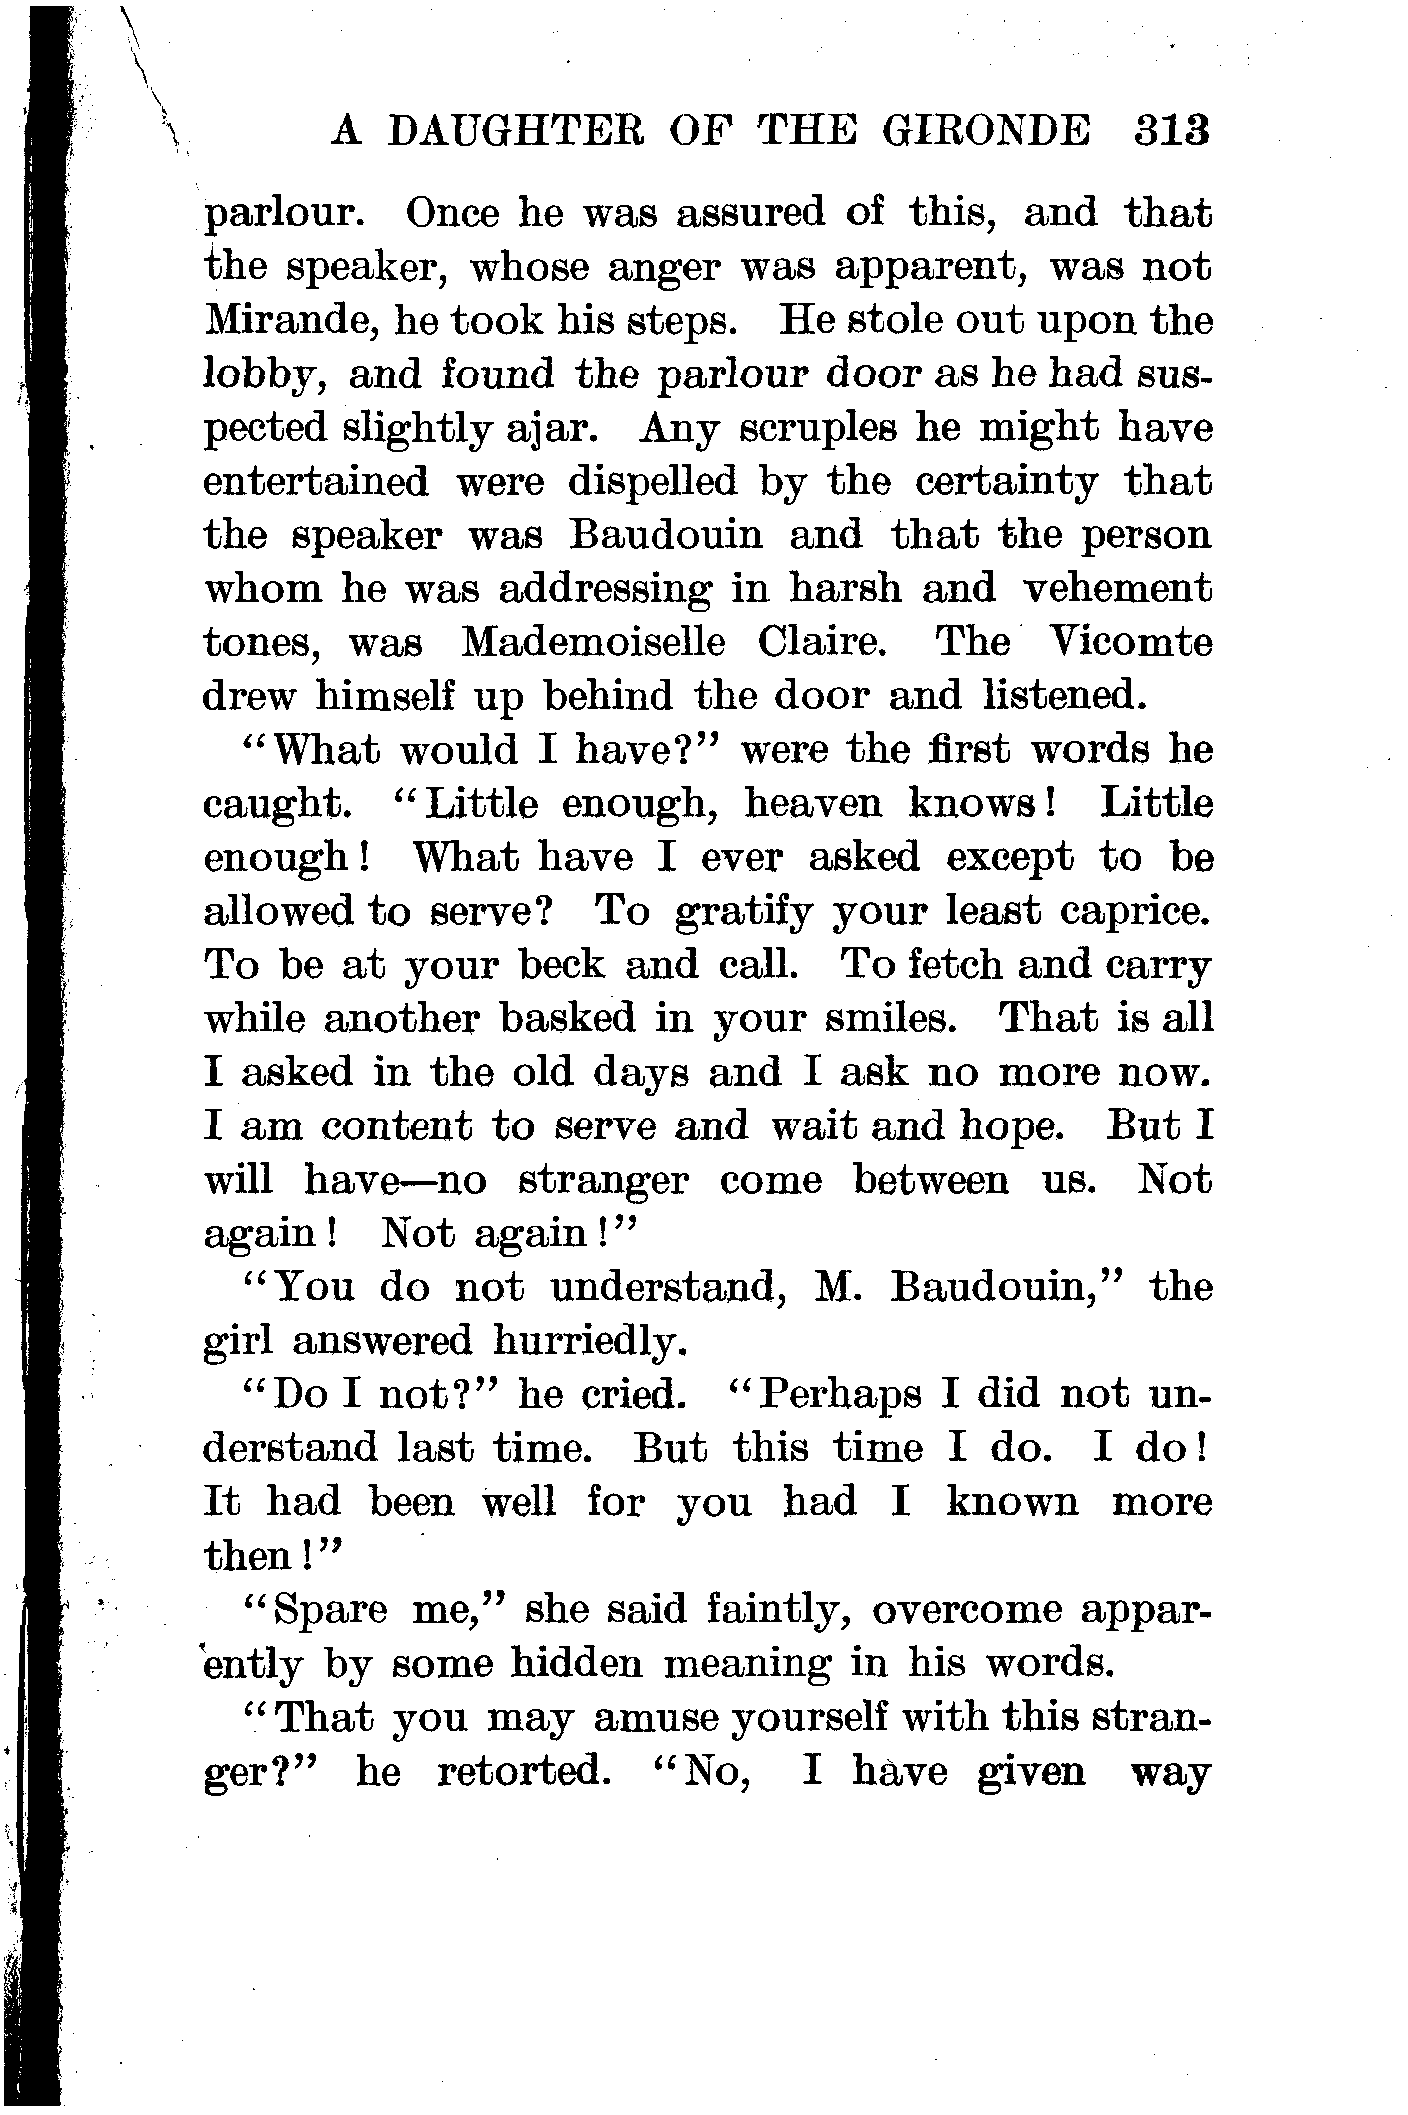 A DAUGHTER OF THE GIRONDE 313
parlour. Once he was assured of this, and that
the speaker, whose anger was apparent, was not
Mirande, he took his steps. He stole out upon the
lobby, and found the parlour door as he had sus-
pected slightly ajar. Any scruples he might have
entertained were dispelled by the certainty that
the speaker was Baudouin and that the person
whom he was addressing in harsh and vehement
tones, was Mademoiselle Claire. The Vicomte
drew himself up behind the door and listened.
"What would I have?" were the first words he
caught. "Little enough, heaven knows! Little
enough! What have I ever asked except to be
allowed to serve? To gratify your least caprice.
To be at your beck and call. To fetch and carry
while another basked in your smiles. That is all
I asked in the old days and I ask no more now.
I am content to serve and wait and hope. But I
will have—no stranger come between us. Not
again! Not again!"
"You do not understand, M. Baudouin," the
girl answered hurriedly.
"Do I not?" he cried. "Perhaps I did not un-
derstand last time. But this time I do. I do!
It had been well for you had I known more
then!"
"Spare me," she said faintly, overcome appar-
ently by some hidden meaning in his words.
"That you may amuse yourself with this stran-
ger?" he retorted. "No, I have given way